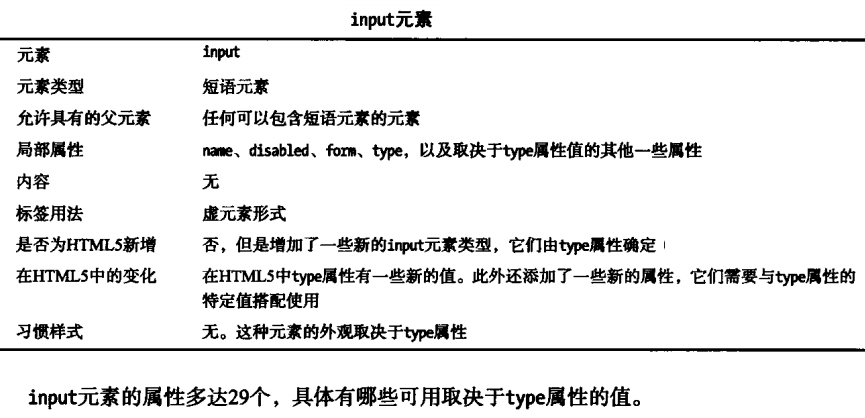 input元素
元素 input
元素类型 短语元素
允许具有的父元素 任何可以包含短语元素的元素
局部属性 name、disabled、form、type，以及取决于type属性值的其他一些属性
内容 无
标签用法 虚元素形式
是否为HTML5新增 否，但是增加了一些新的input元素类型，它们由type属性确定
在HTML5中的变化 在HTML5中type属性有一些新的值。此外还添加了一些新的属性，它们需要与type属性的
特定值搭配使用
习惯样式 无。这种元素的外观取决于type属性
input元素的属性多达29个，具体有哪些可用取决于type属性的值。